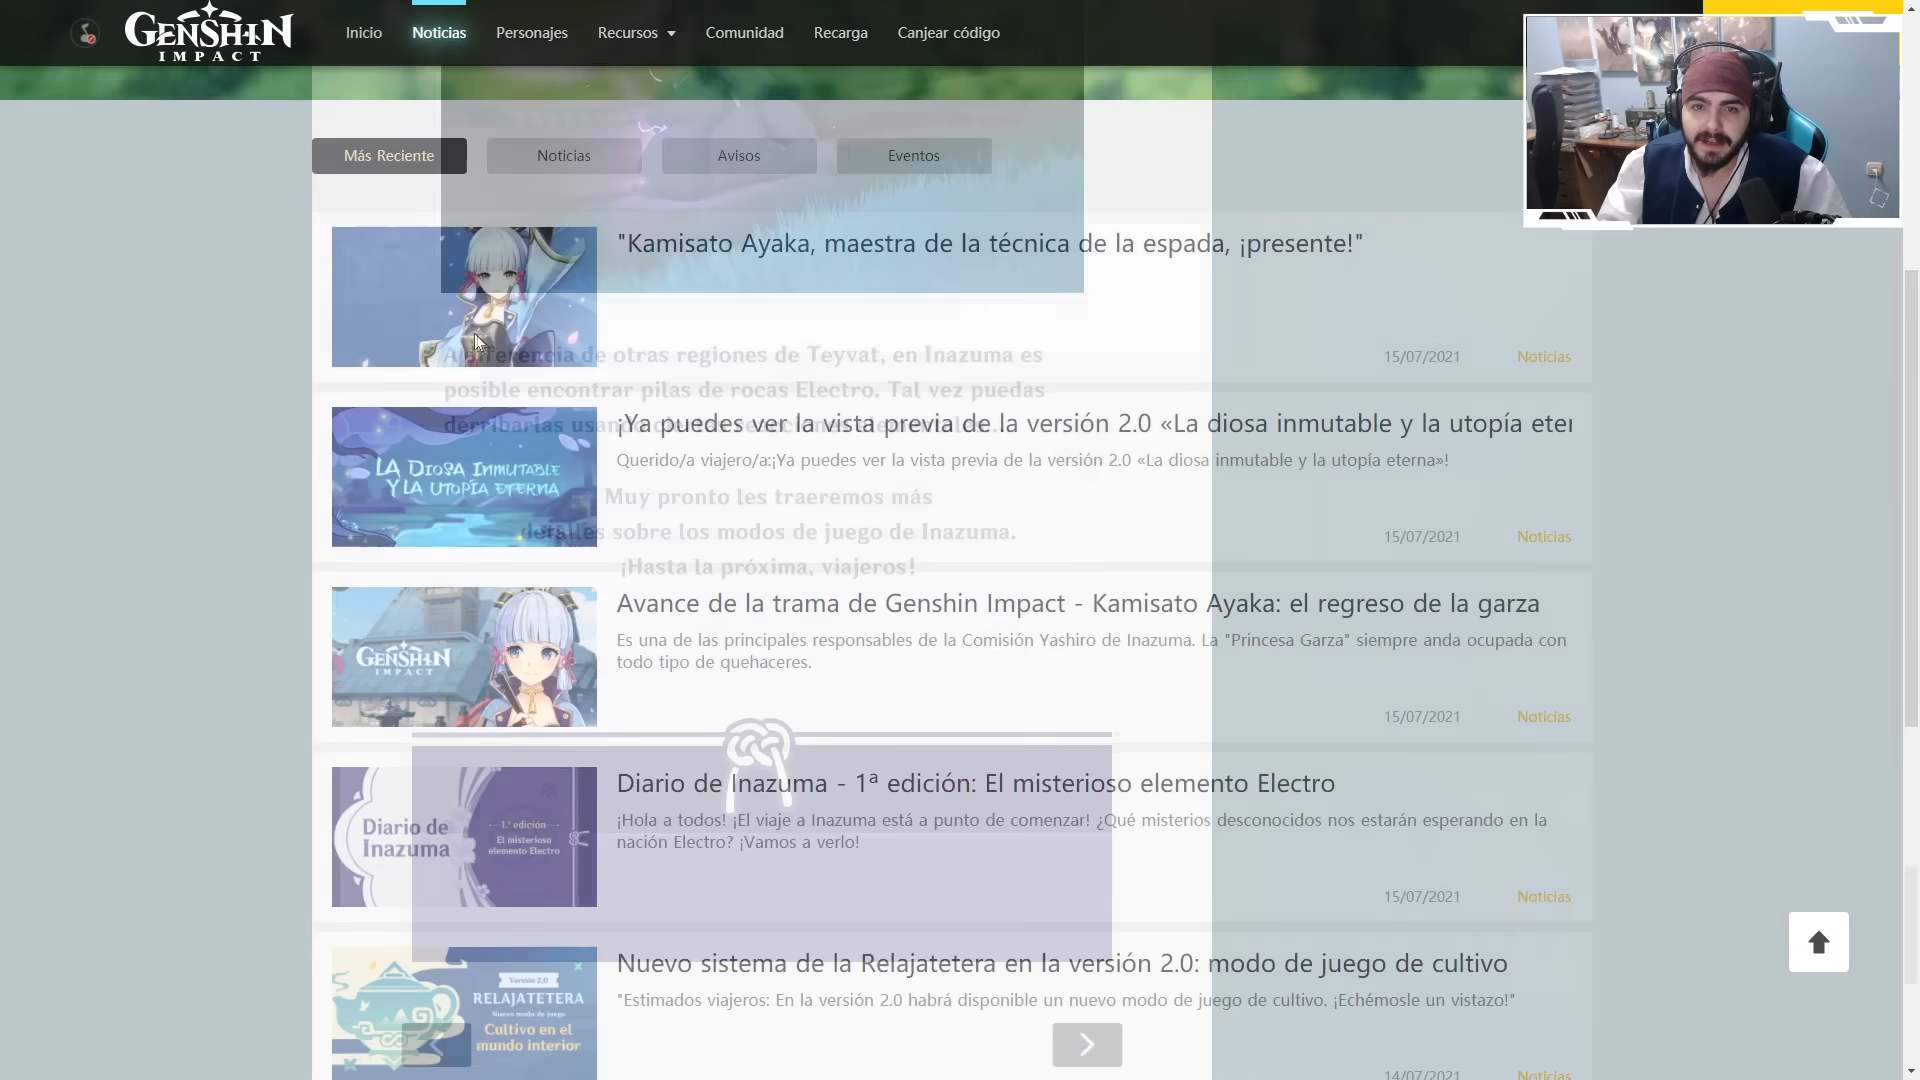 GENSHIN
IMPACT
Inicio
Noticias
Personajes
Recursos
Comunidad
Recarga
Canjear código
Más Reciente
Noticias
Avisos
Eventos
"Kamisato Ayaka, maestra de la técnica de la espada, ¡presente!"
15/07/2021
Noticias
de otras regiones de Teyvat, en Inazuma es
posible encontrar pilas de rocas Electro. Tal vez puedas
LA DIOSA INMUTABLE
Y LA UTOPÍA ETERNA
¡Ya puedes ver la vista previa de la versión 2.0 «La diosa inmutable y la utopía eter
Querido/a viajero/a:¡Ya puedes ver la vista previa de la versión 2.0 «La diosa inmutable y la utopía eterna»!
15/07/2021
Noticias
Muy pronto les traeremos más
detalles sobre los modos de juego de Inazuma.
¡Hasta la próxima, viajeros!
GENSHIN
IMPACT
Avance de la trama de Genshin Impact - Kamisato Ayaka: el regreso de la garza
Es una de las principales responsables de la Comisión Yashiro de Inazuma. La "Princesa Garza" siempre anda ocupada con
todo tipo de quehaceres.
15/07/2021
Noticias
Diario de
Inazuma
1.ª edición
El misterioso
elemento Electro
Diario de Inazuma - 1ª edición: El misterioso elemento Electro
¡Hola a todos! ¡El viaje a Inazuma está a punto de comenzar! ¿Qué misterios desconocidos nos estarán esperando en la
nación Electro? ¡Vamos a verlo!
15/07/2021
Noticias
Versión 2.0
RELAJATETERA
Nuevo modo de juego
Cultivo en el
mundo interior
Nuevo sistema de la Relajatetera en la versión 2.0: modo de juego de cultivo
"Estimados viajeros: En la versión 2.0 habrá disponible un nuevo modo de juego de cultivo. ¡Echémosle un vistazo!"
14/07/2021
Noticias